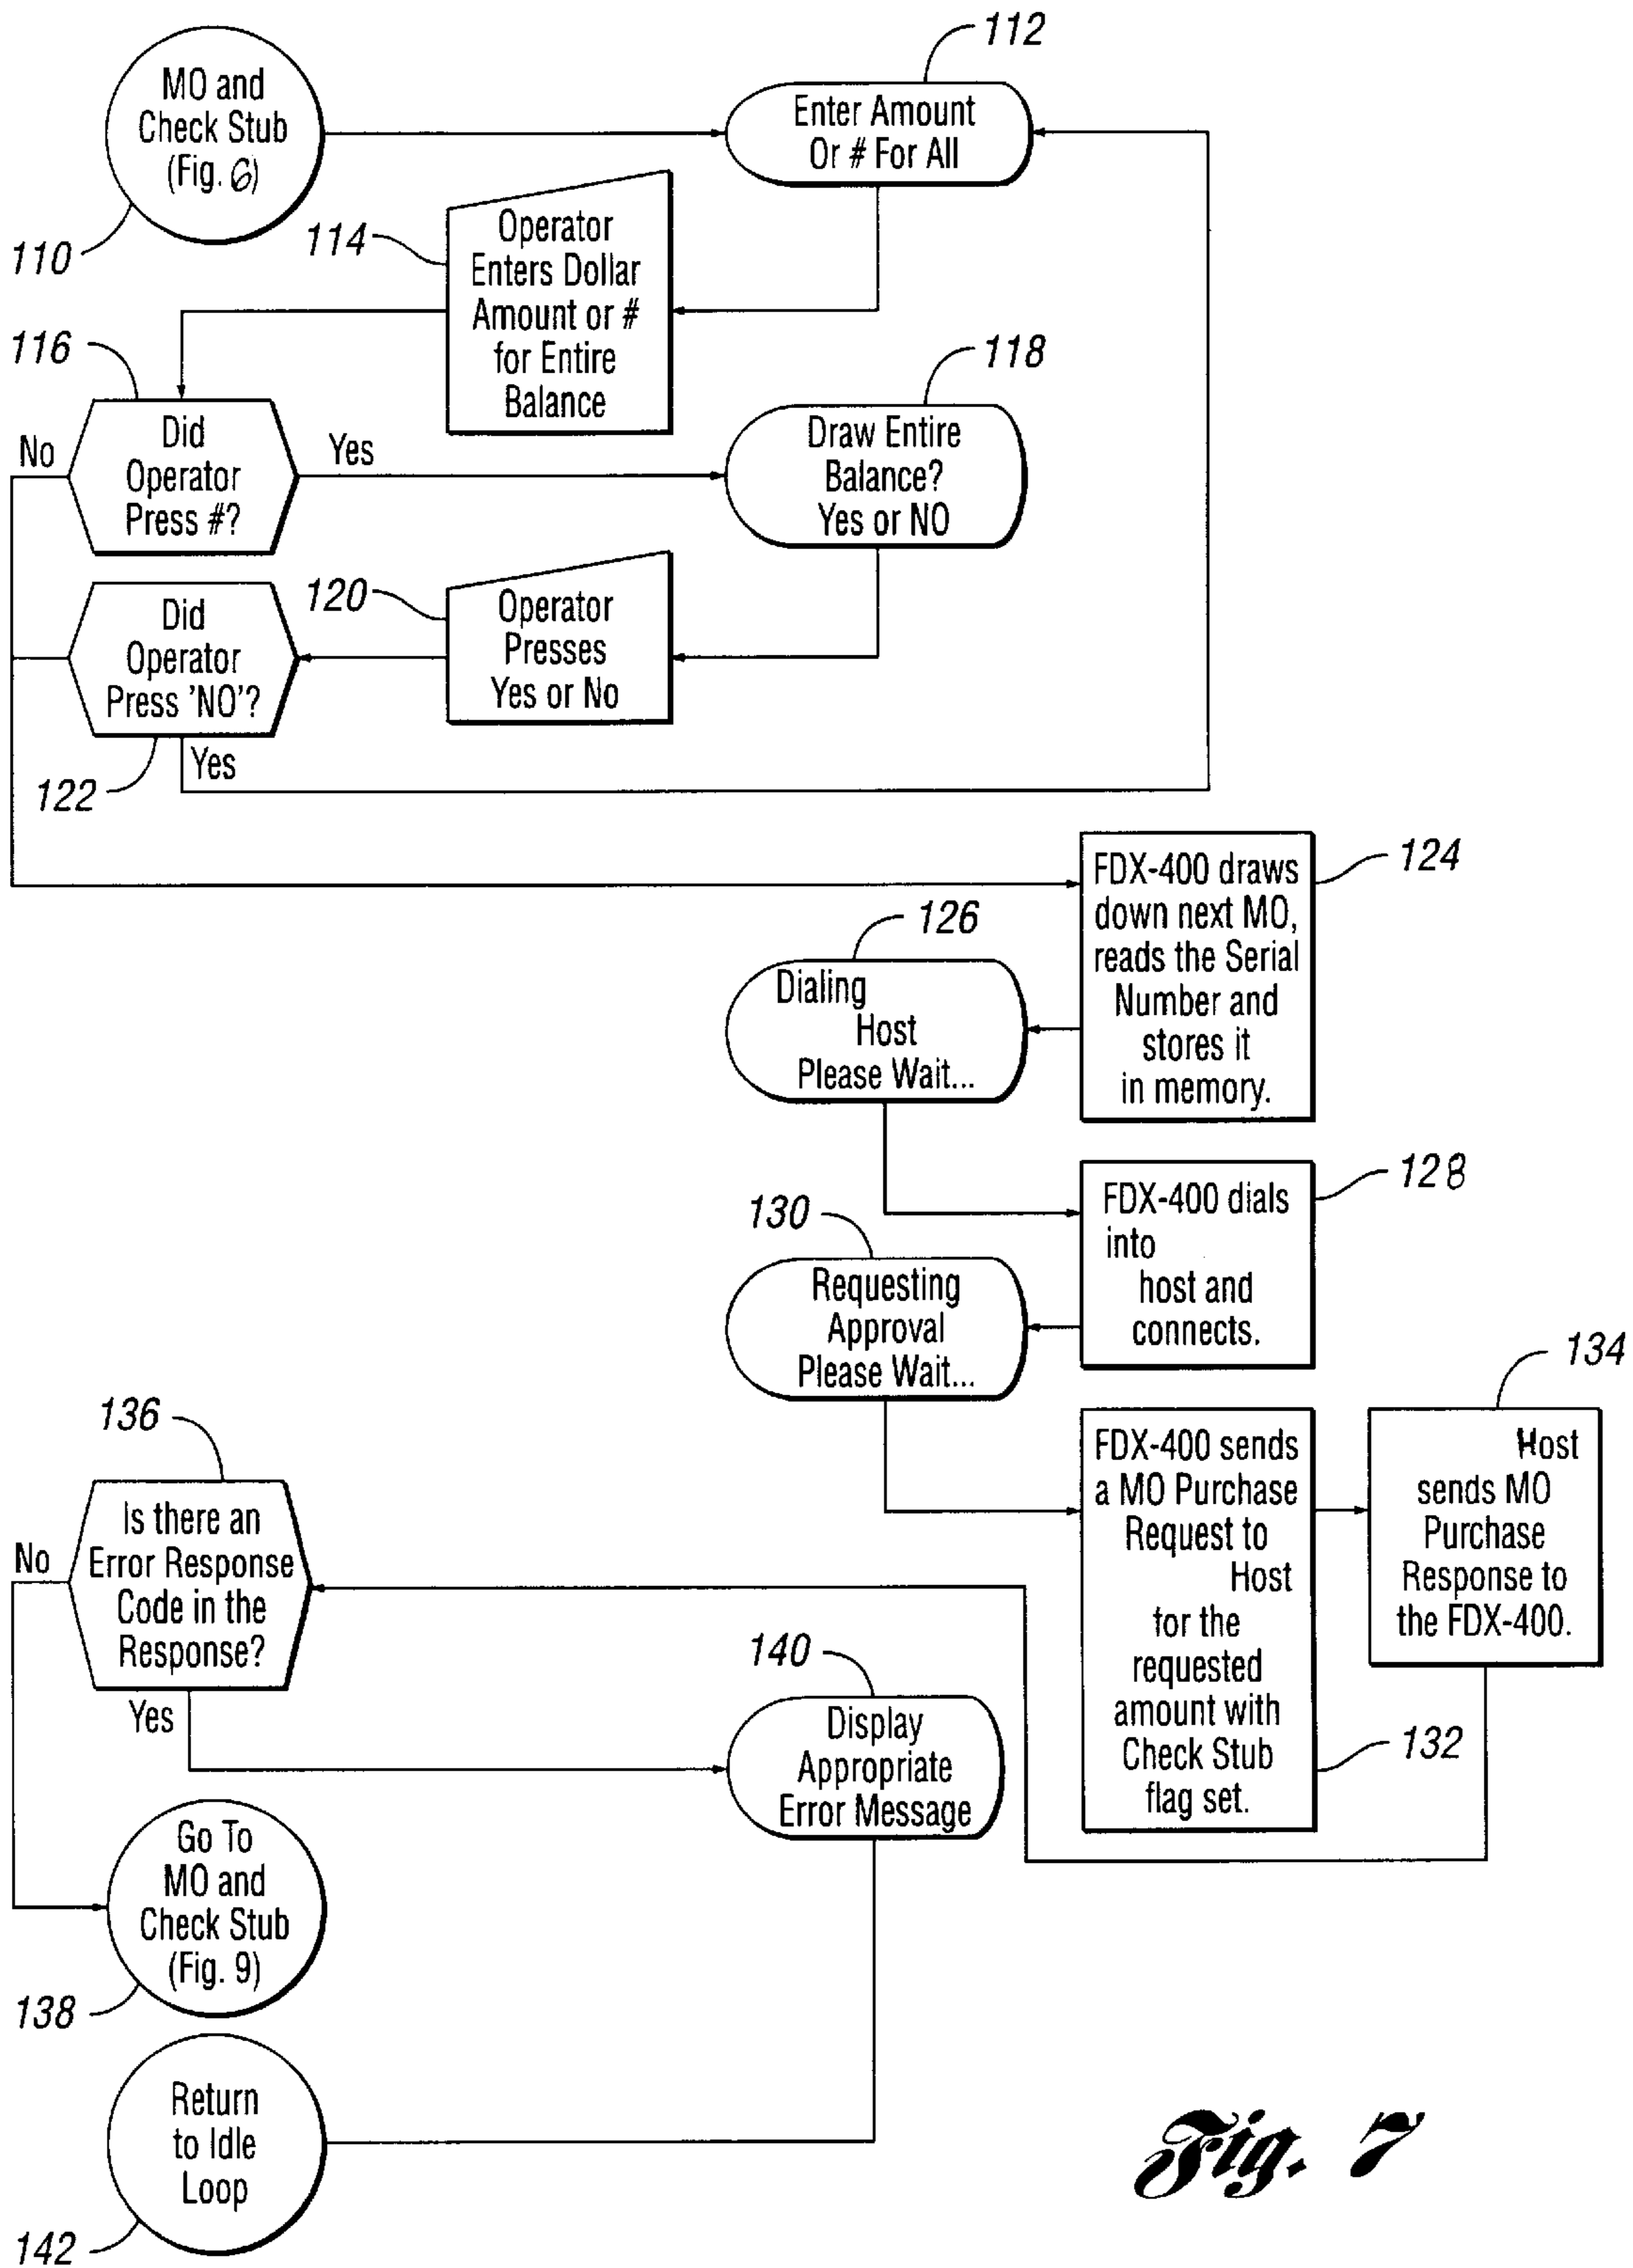 112
MO and
Check Stub
(Fig. 6)
Enter Amount
Or # For All
110
114
Operator
Enters Dollar
Amount or #
for Entire
Balance
116
118
No
Did
Operator
Press #?
Yes
Draw Entire
Balance?
Yes or NO
120
Did
Operator
Press 'NO'?
Operator
Presses
Yes or No
122
Yes
124
FDX-400 draws
down next MO,
reads the Serial
Number and
stores it
in memory.
126
Dialing
Host
Please Wait...
128
FDX-400 dials
into
host and
connects.
130
Requesting
Approval
Please Wait...
134
136
FDX-400 sends
a MO Purchase
Request to
Host
for the
requested
amount with
Check Stub
flag set.
Host
sends MO
Purchase
Response to
the FDX-400.
No
Is there an
Error Response
Code in the
Response?
Yes
140
132
Display
Appropriate
Error Message
Go To
MO and
Check Stub
(Fig. 9)
138
Return
to Idle
Loop
142
Fig. 7